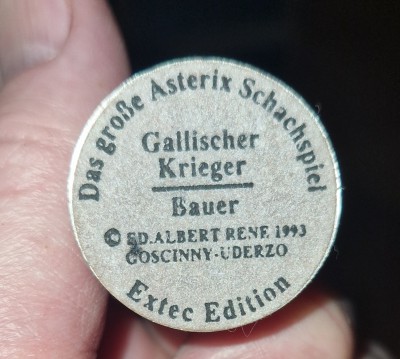 Das große Asterix Schachspiel
Gallischer
Krieger
Bauer
© ED.ALBERT RENE 1993
GOSCINNY-UDERZO
Extec Edition